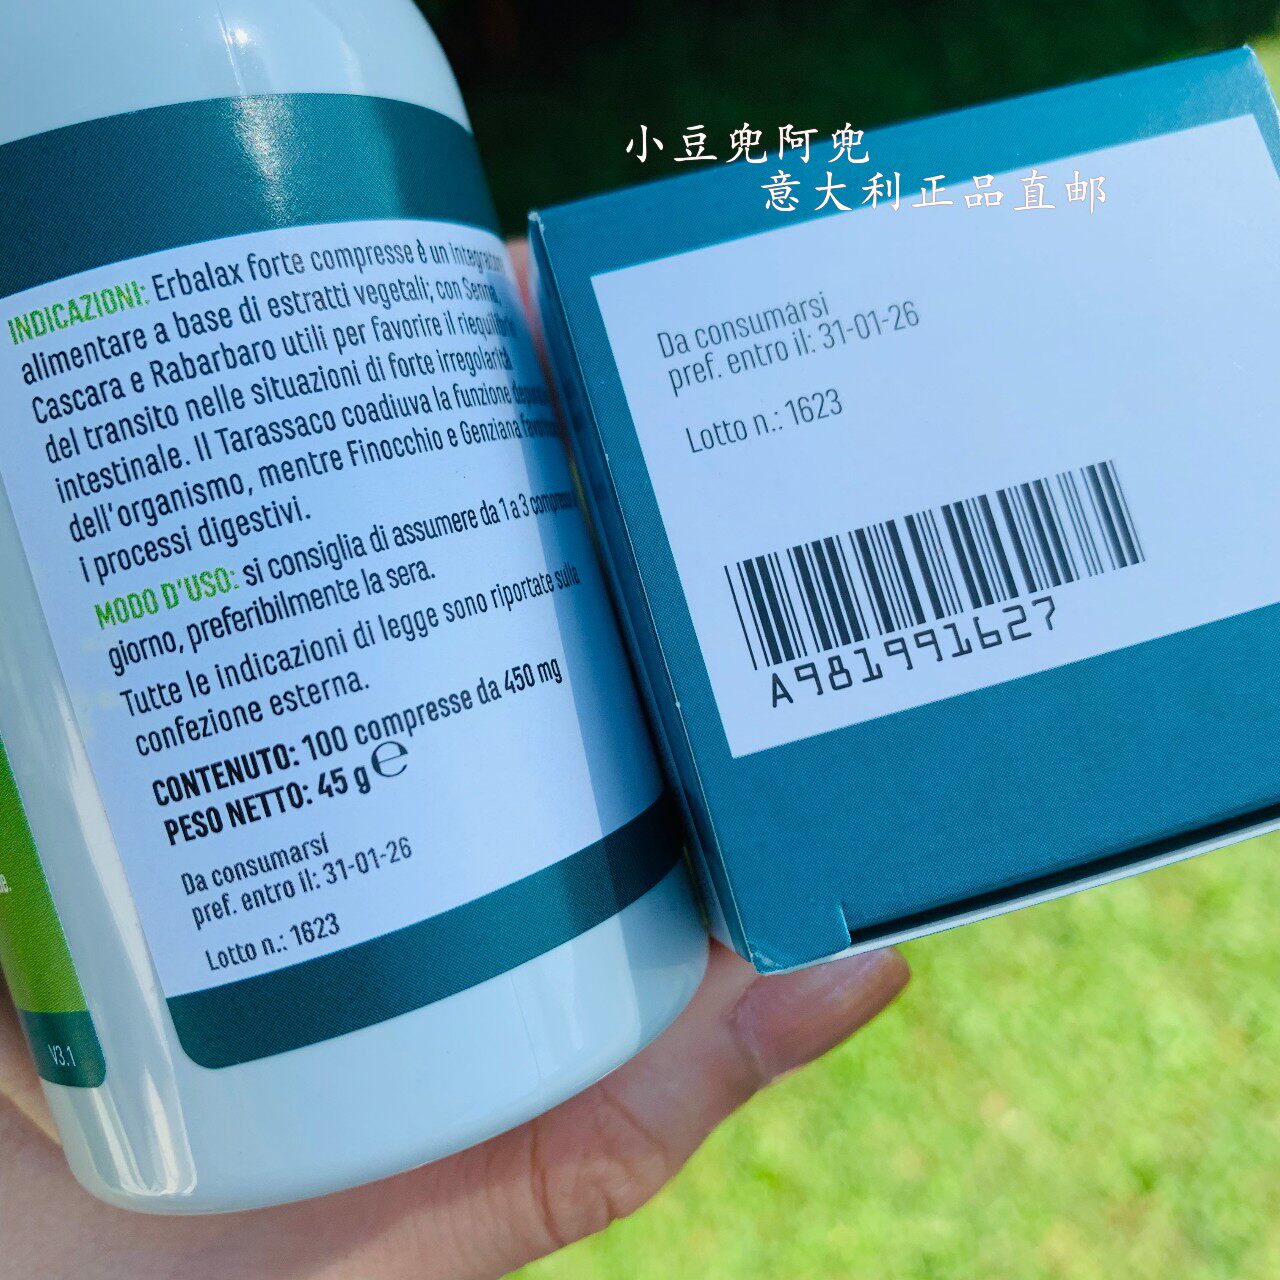 小豆兜阿兜
意大利正品直邮
INDICAZIONI: Erbalax forte compresse è un
alimentare a base di estratti vegetali; con Senna,
Cascara e Rabarbaro utili per favorire il
del transito nelle situazioni di forte irregolarità
intestinale. Il Tarassaco coadiuva la funzione
dell'organismo, mentre Finocchio e Genziana
i processi digestivi.
MODO D'USO: si consiglia di assumere da 1 a 3 compresse
giorno, preferibilmente la sera.
Tutte le indicazioni di legge sono riportate sulla
confezione esterna.
CONTENUTO: 100 compresse da 450 mg
PESO NETTO: 45 g e
Da consumarsi
pref. entro il: 31-01-26
Lotto n.: 1623
V3.1
Da consumarsi
pref. entro il: 31-01-26
Lotto n.: 1623
A981991627